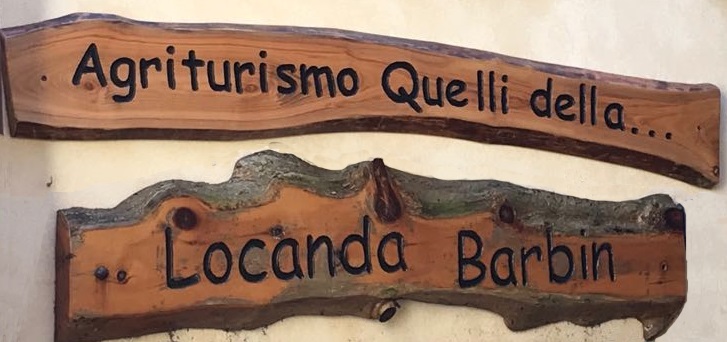 Agriturismo Quelli della...
Locanda Barbin